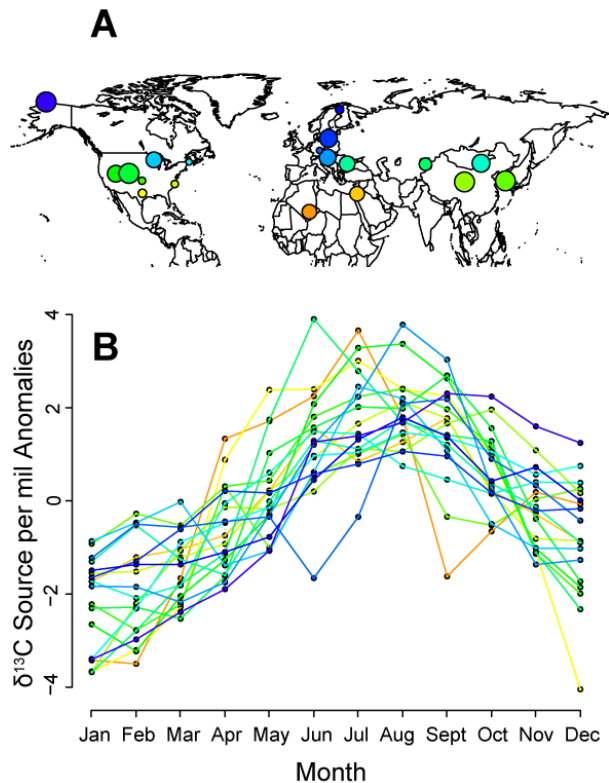 A
B
δ¹³C Source per mil Anomalies
4
2
0
−2
−4
Jan Feb Mar Apr May Jun Jul Aug Sept Oct Nov Dec
Month